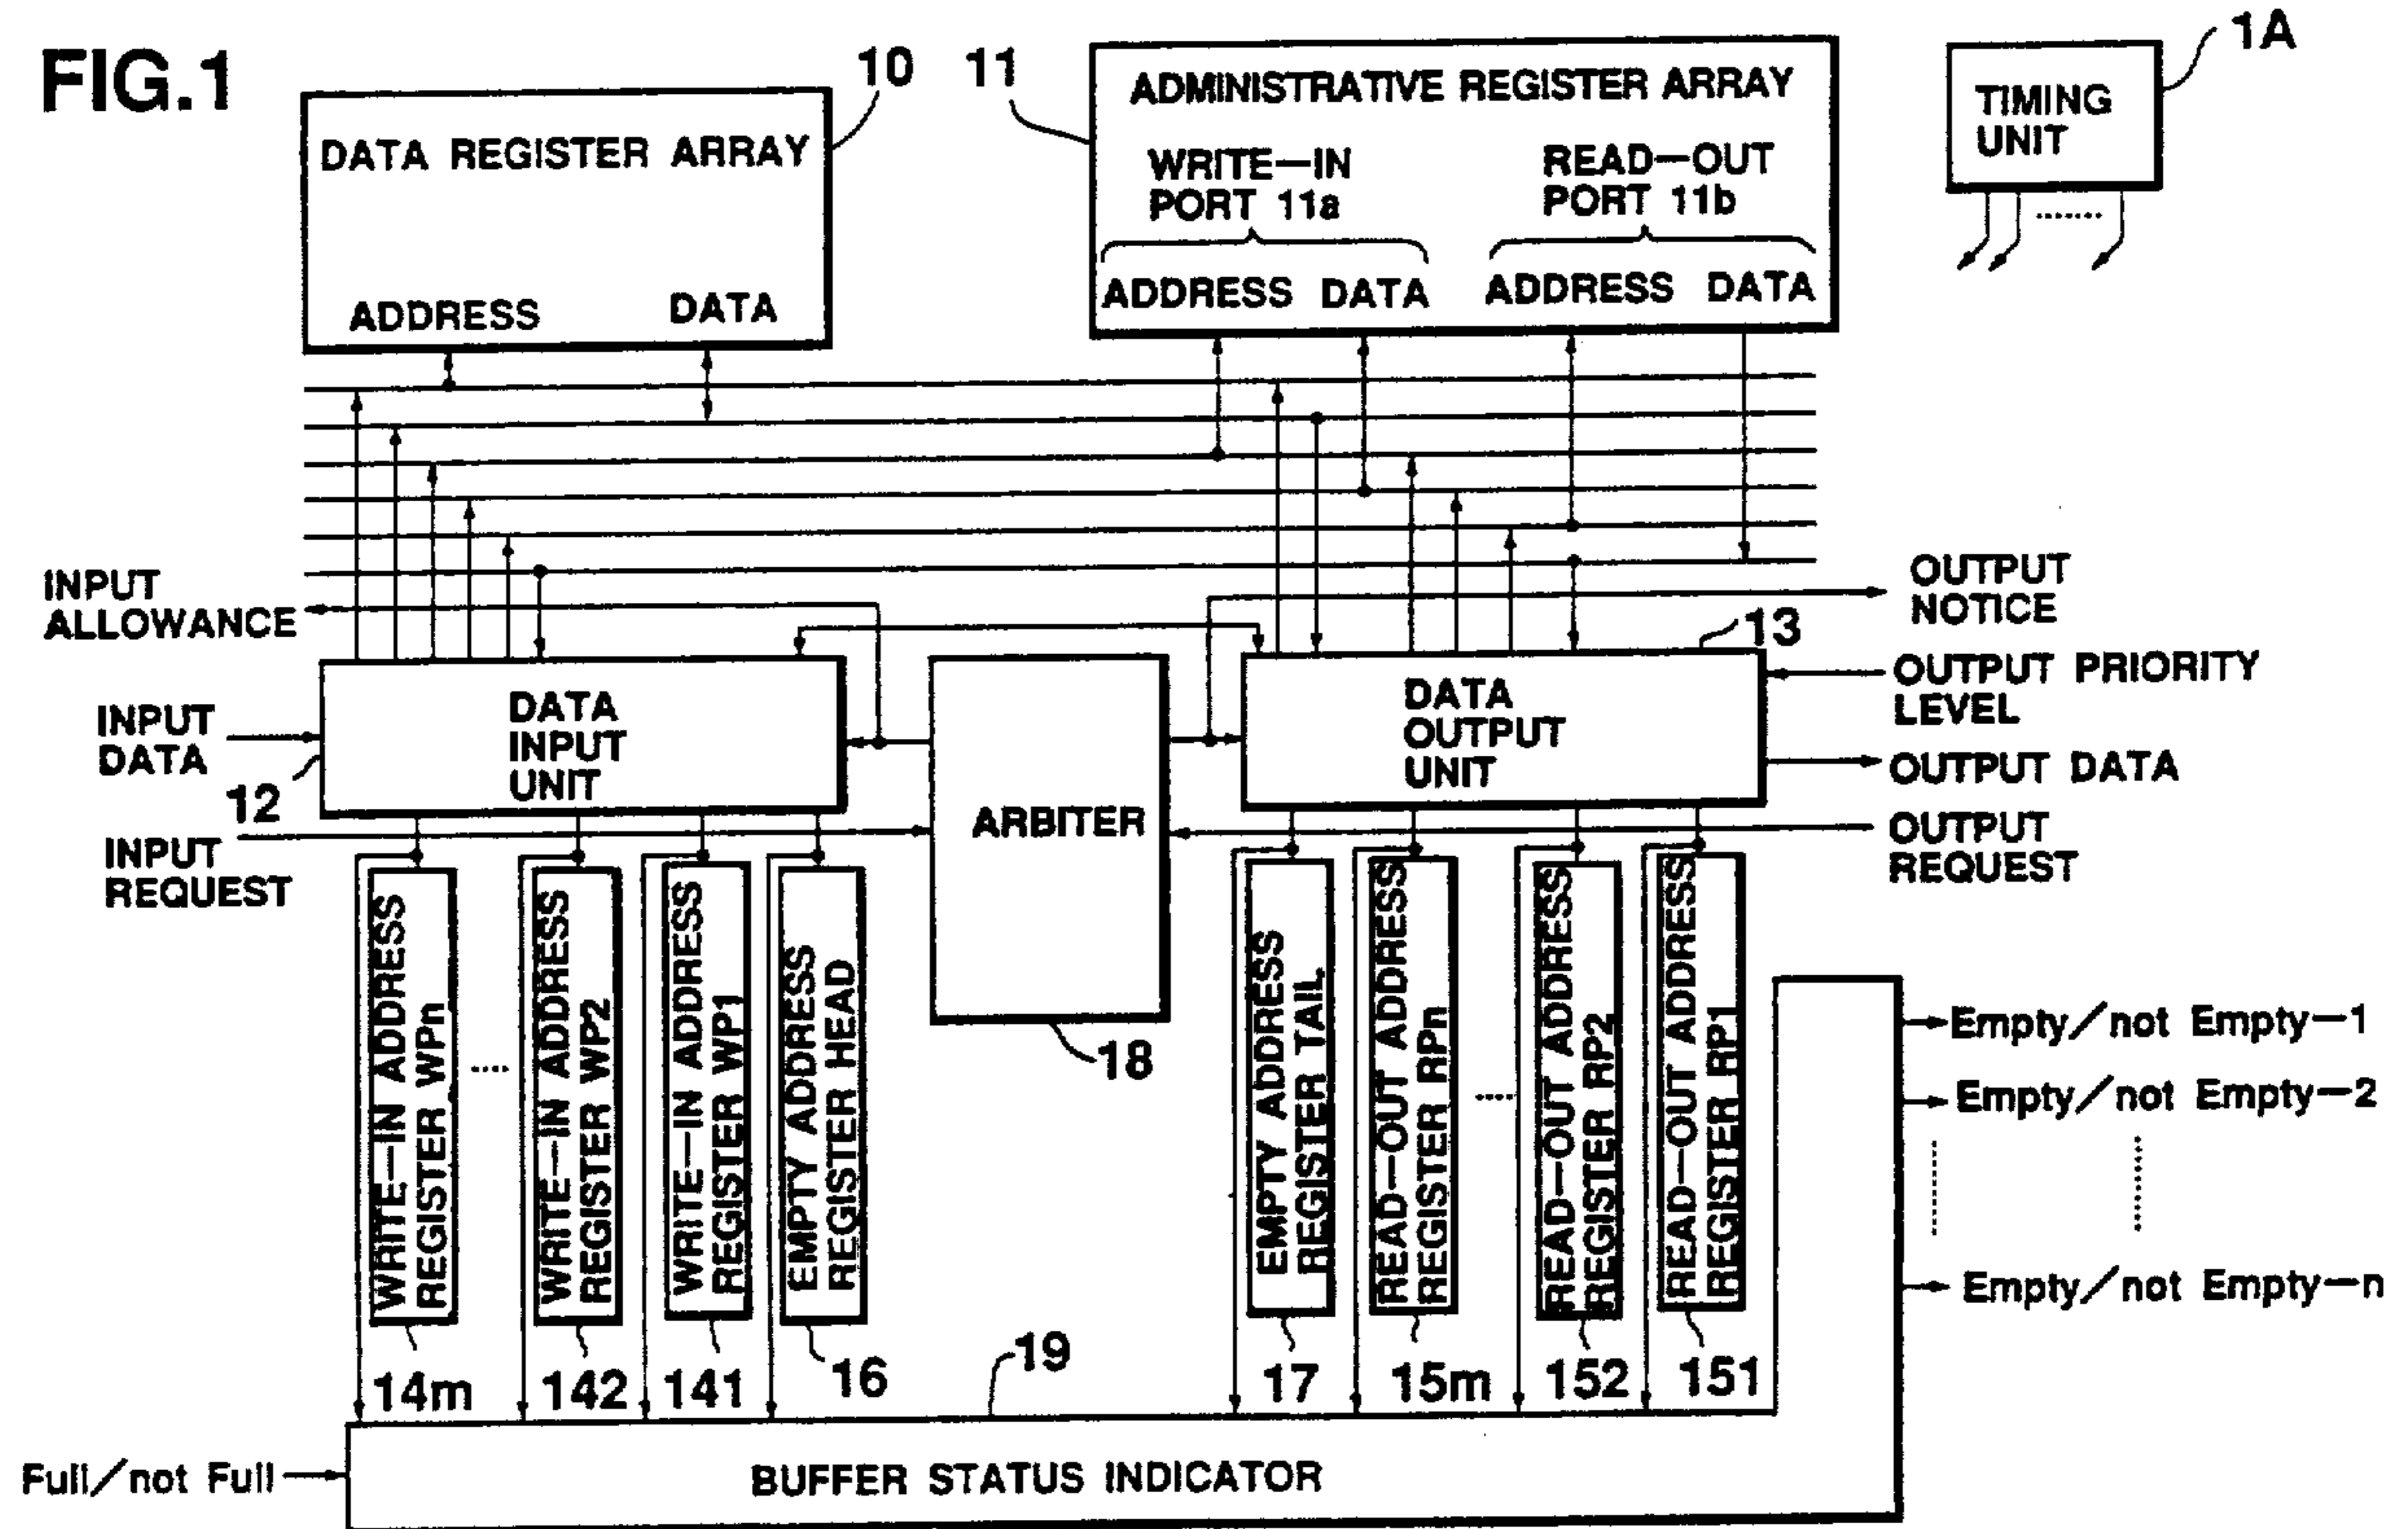 FIG.1
10
11
1A
DATA REGISTER ARRAY
ADDRESS
DATA
ADMINISTRATIVE REGISTER ARRAY
WRITE-IN
PORT 11a
READ-OUT
PORT 11b
ADDRESS DATA
ADDRESS DATA
TIMING
UNIT
INPUT
ALLOWANCE
OUTPUT
NOTICE
13
OUTPUT PRIORITY
LEVEL
INPUT
DATA
12
DATA
INPUT
UNIT
DATA
OUTPUT
UNIT
OUTPUT DATA
ARBITER
18
INPUT
REQUEST
OUTPUT
REQUEST
WRITE-IN ADDRESS
REGISTER WPn
WRITE-IN ADDRESS
REGISTER WP2
WRITE-IN ADDRESS
REGISTER WP1
EMPTY ADDRESS
REGISTER HEAD
EMPTY ADDRESS
REGISTER TAIL
READ-OUT ADDRESS
REGISTER RPn
READ-OUT ADDRESS
REGISTER RP2
READ-OUT ADDRESS
REGISTER RP1
Empty/not Empty-1
Empty/not Empty-2
Empty/not Empty-n
14m
142
141
16
19
17
15m
152
151
Full/not Full
BUFFER STATUS INDICATOR